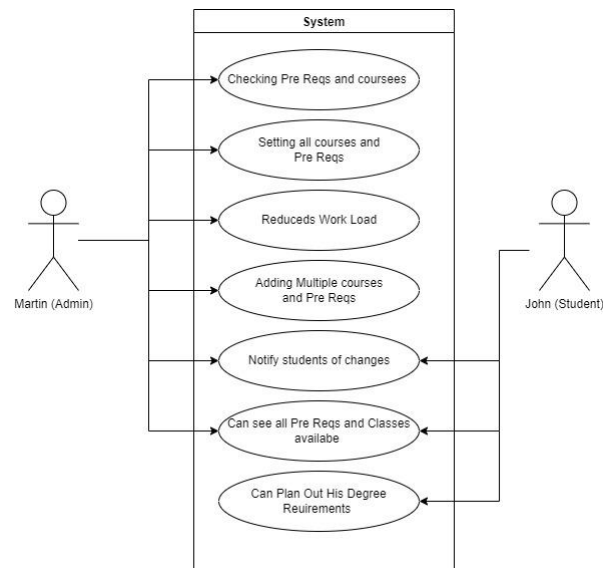 System
Checking Pre Reqs and coursees
Setting all courses and
Pre Reqs
Reduceds Work Load
Martin (Admin)
John (Student)
Adding Multiple courses
and Pre Reqs
Notify students of changes
Can see all Pre Reqs and Classes
availabe
Can Plan Out His Degree
Reuirements